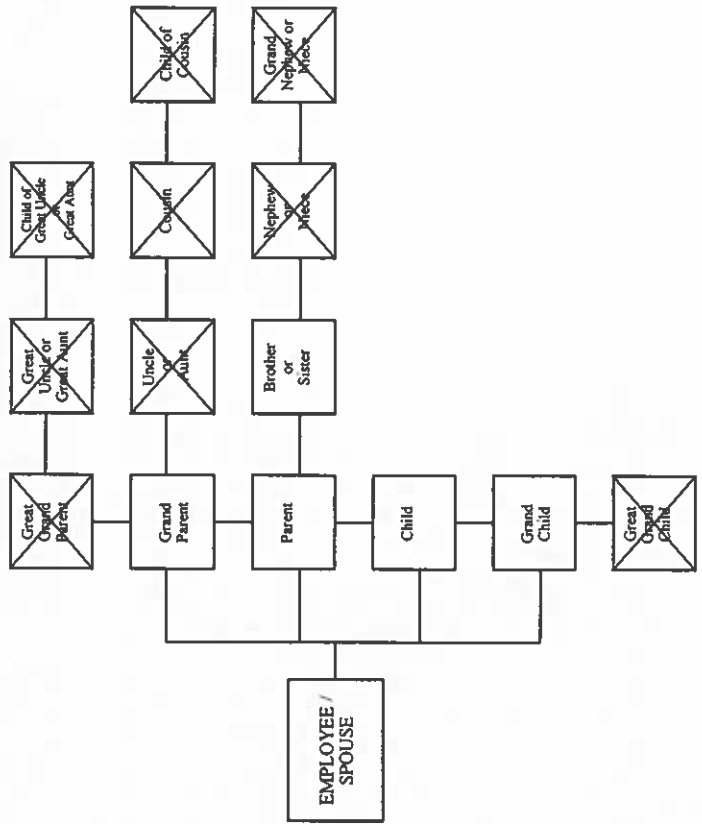 Great
Grand
Parent
Great
Uncle or
Great Aunt
Child of
Great Uncle
or
Great Aunt
Grand
Parent
Uncle
or
Aunt
Cousin
Child of
Cousin
Parent
Brother
or
Sister
Nephew
or
Niece
Grand
Nephew or
Niece
Child
Grand
Child
Great
Grand
Child
EMPLOYEE /
SPOUSE